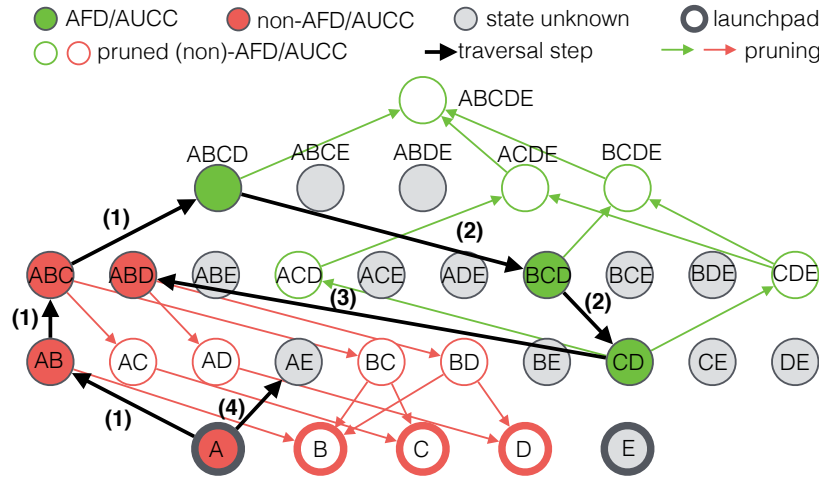 AFD/AUCC non-AFD/AUCC state unknown launchpad
pruned (non)-AFD/AUCC traversal step pruning
ABCDE
ABCD ABCE ABDE ACDE BCDE
(1) (2)
ABC ABD ABE ACD ACE ADE BCD BCE BDE CDE
(1) (3) (2)
AB AC AD AE BC BD BE CD CE DE
(1) (4)
A B C D E